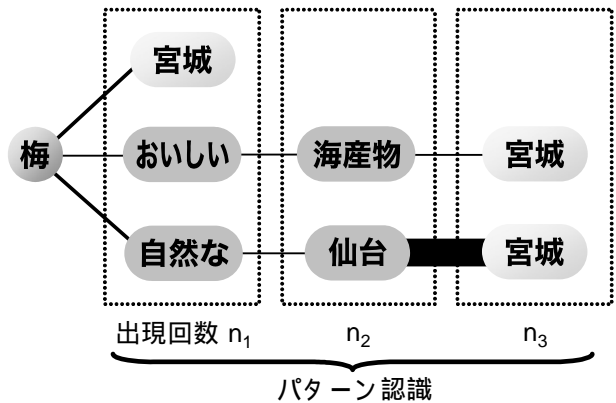 宮城
梅 おいしい 海産物 宮城
自然な 仙台 宮城
出現回数 n₁ n₂ n₃
パターン認識